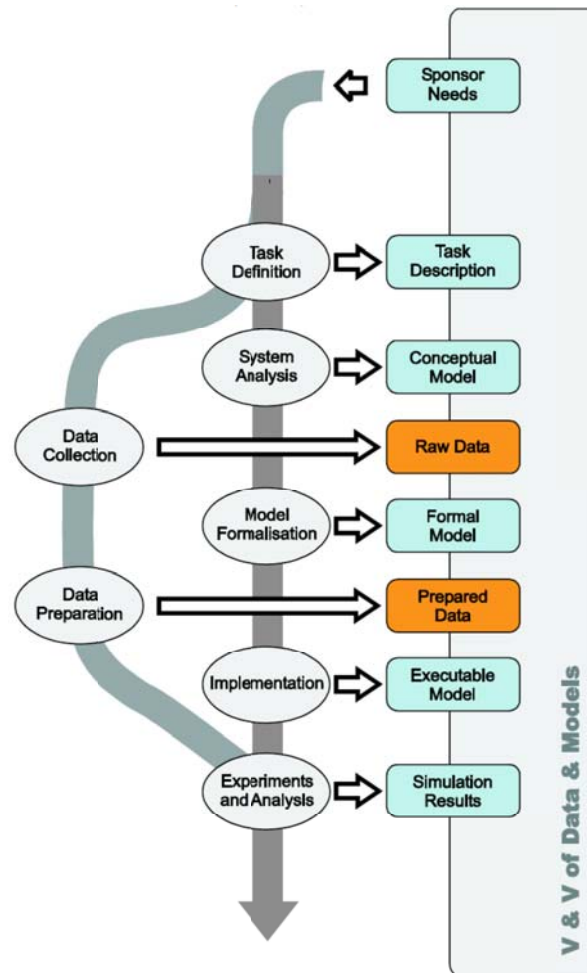 Sponsor
Needs
Task
Definition
Task
Description
System
Analysis
Conceptual
Model
Data
Collection
Raw Data
Model
Formalisation
Formal
Model
Data
Preparation
Prepared
Data
Implementation
Executable
Model
Experiments
and Analysis
Simulation
Results
V & V of Data & Models